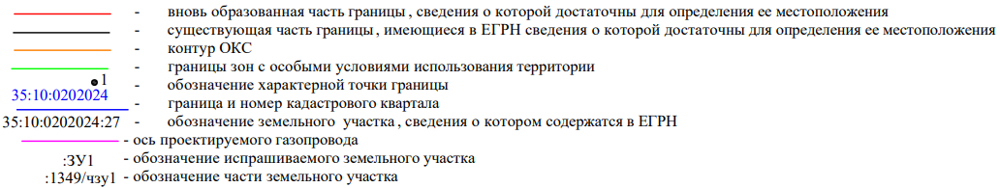 - вновь образованная часть границы, сведения о которой достаточны для определения ее местоположения
- существующая часть границы, имеющиеся в ЕГРН сведения о которой достаточны для определения ее местоположения
- контур ОКС
- границы зон с особыми условиями использования территории
1 - обозначение характерной точки границы
35:10:0202024 - граница и номер кадастрового квартала
35:10:0202024:27 - обозначение земельного участка, сведения о котором содержатся в ЕГРН
- ось проектируемого газопровода
:ЗУ1 - обозначение испрашиваемого земельного участка
:1349/чзу1 - обозначение части земельного участка